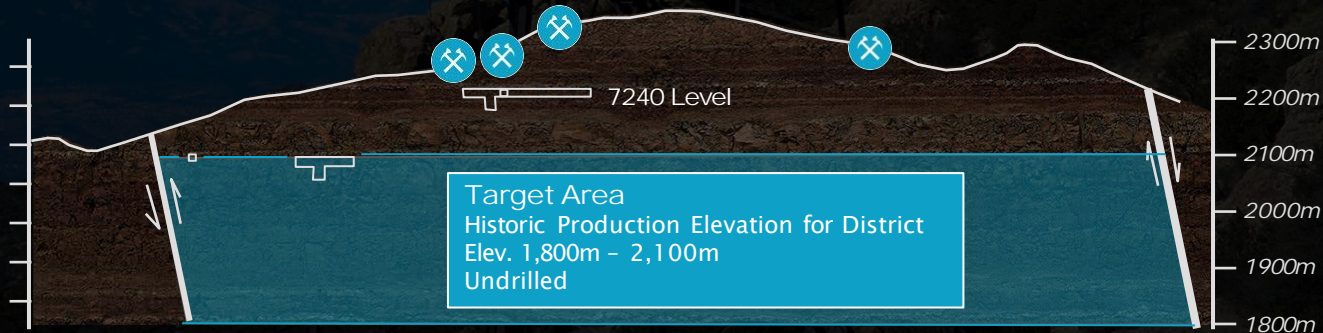 2300m
7240 Level
2200m
2100m
Target Area
Historic Production Elevation for District
Elev. 1,800m – 2,100m
Undrilled
2000m
1900m
1800m